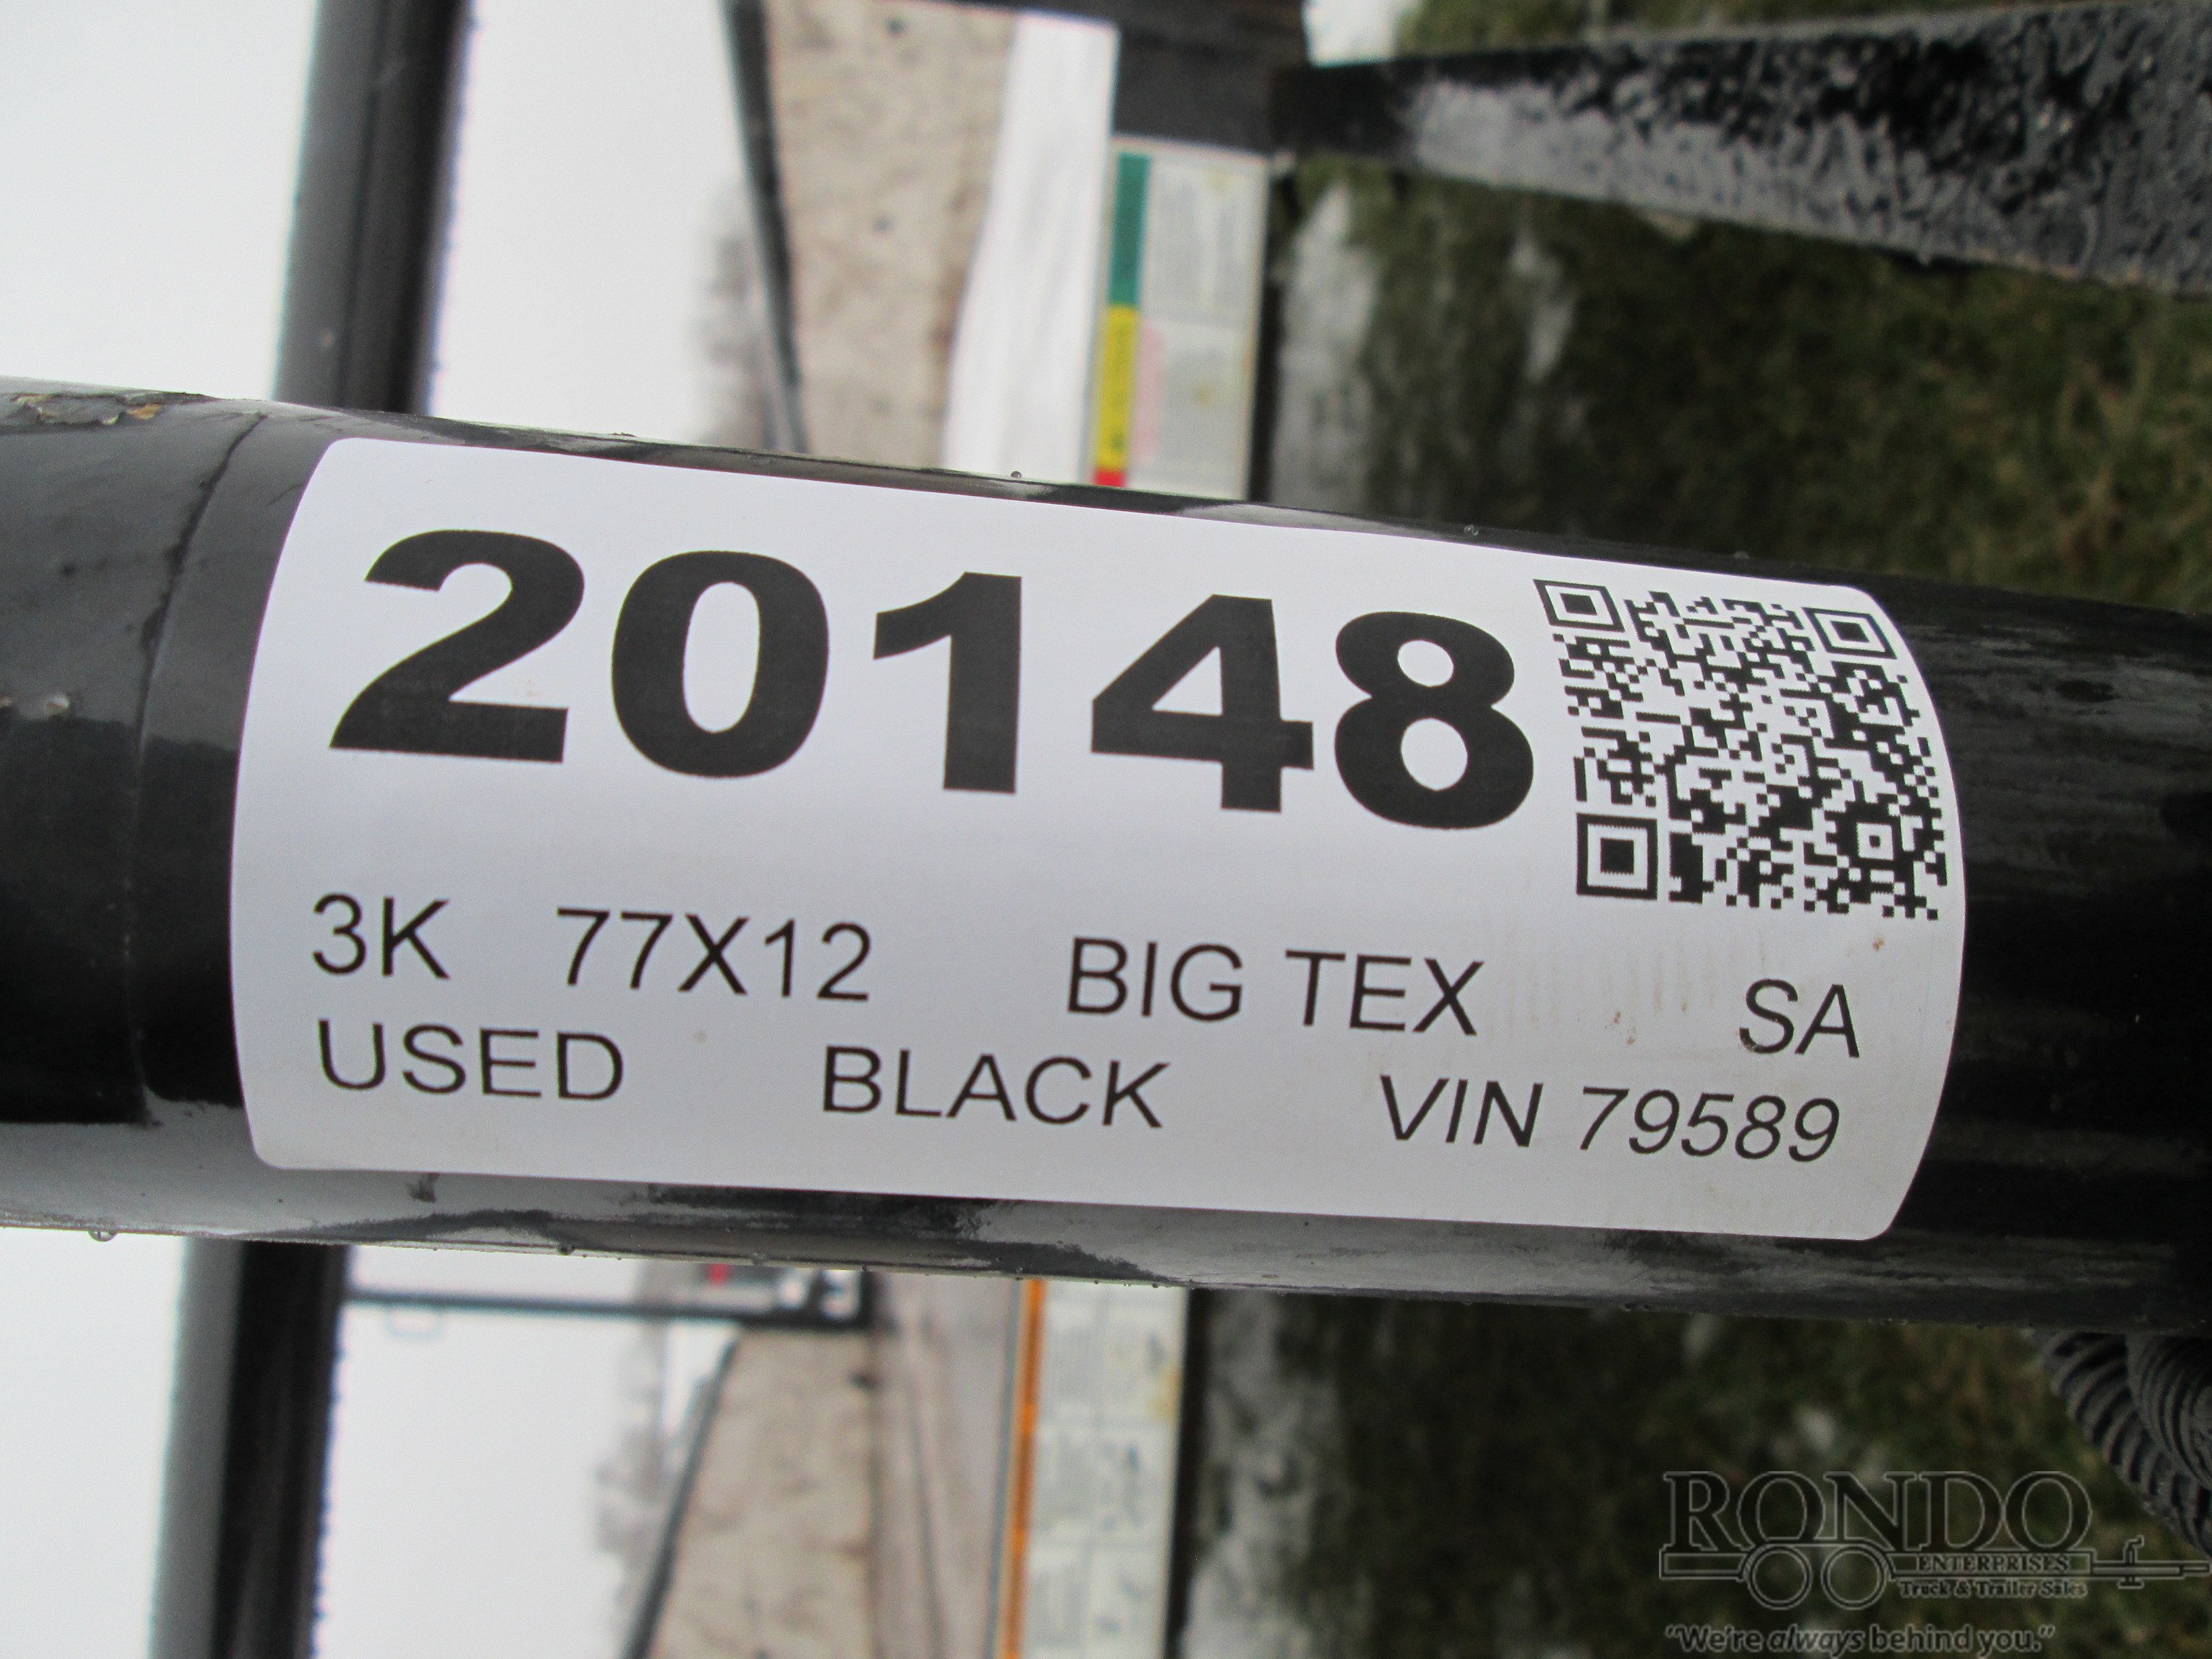 20148
3K 77X12 BIG TEX SA
USED BLACK VIN 79589
RONDO
ENTERPRISES
Truck & Trailer Sales
"We're always behind you."